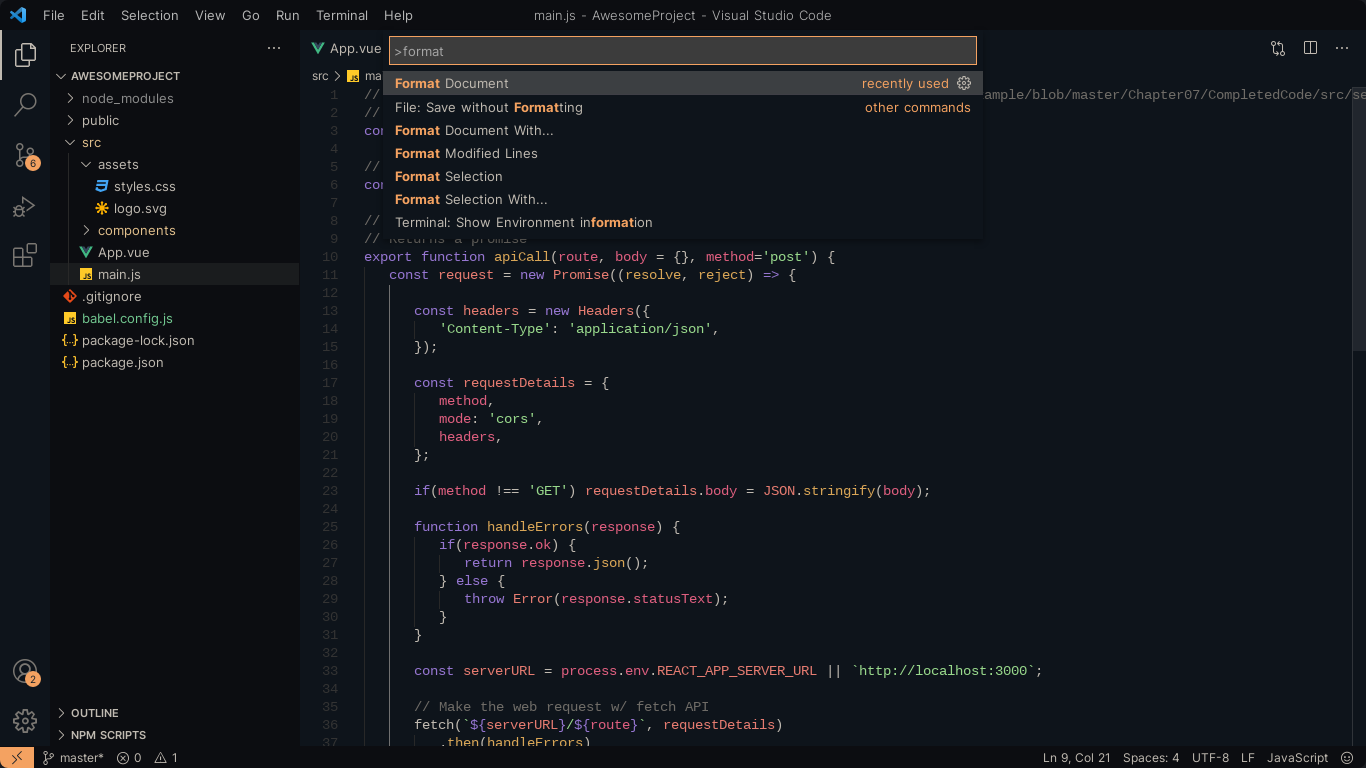 File Edit Selection View Go Run Terminal Help
main.js - AwesomeProject - Visual Studio Code
EXPLORER
AWESOMEPROJECT
node_modules
public
src
assets
styles.css
logo.svg
components
App.vue
main.js
.gitignore
babel.config.js
package-lock.json
package.json
OUTLINE
NPM SCRIPTS
6
2
App.vue
src > JS
>format
Format Document recently used
File: Save without Formatting other commands
Format Document With...
Format Modified Lines
Format Selection
Format Selection With...
Terminal: Show Environment information
1 // ample/blob/master/Chapter07/CompletedCode/src/se
2 //
3
4
5 //
6
7
8 //
9 // Returns a promise
10 export function apiCall(route, body = {}, method='post') {
11 const request = new Promise((resolve, reject) => {
12
13 const headers = new Headers({
14 'Content-Type': 'application/json',
15 });
16
17 const requestDetails = {
18 method,
19 mode: 'cors',
20 headers,
21 };
22
23 if(method !== 'GET') requestDetails.body = JSON.stringify(body);
24
25 function handleErrors(response) {
26 if(response.ok) {
27 return response.json();
28 } else {
29 throw Error(response.statusText);
30 }
31 }
32
33 const serverURL = process.env.REACT_APP_SERVER_URL || `http://localhost:3000`;
34
35 // Make the web request w/ fetch API
36 fetch(`${serverURL}/${route}`, requestDetails)
37 .then(handleErrors)
master* 0 1
Ln 9, Col 21 Spaces: 4 UTF-8 LF JavaScript